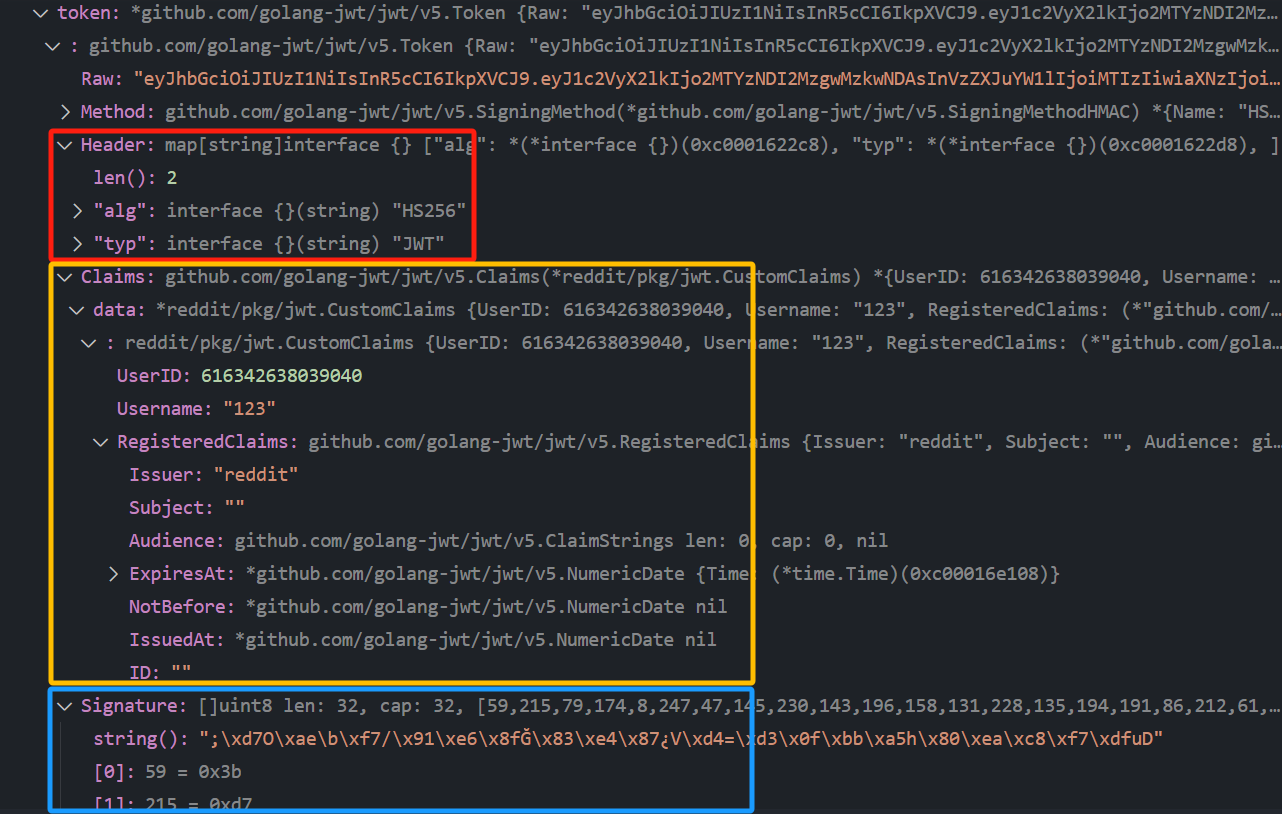 token: *github.com/golang-jwt/jwt/v5.Token {Raw: "eyJhbGciOiJIUzI1NiIsInR5cCI6IkpXVCJ9.eyJ1c2VyX2lkIjo2MTYzNDI2Mz…
: github.com/golang-jwt/jwt/v5.Token {Raw: "eyJhbGciOiJIUzI1NiIsInR5cCI6IkpXVCJ9.eyJ1c2VyX2lkIjo2MTYzNDI2MzgwMzk…
Raw: "eyJhbGciOiJIUzI1NiIsInR5cCI6IkpXVCJ9.eyJ1c2VyX2lkIjo2MTYzNDI2MzgwMzkwNDAsInVzZXJuYW1lIjoiMTIzIiwiaXNzIjoi…
Method: github.com/golang-jwt/jwt/v5.SigningMethod(*github.com/golang-jwt/jwt/v5.SigningMethodHMAC) *{Name: "HS…
Header: map[string]interface {} ["alg": *(*interface {})(0xc0001622c8), "typ": *(*interface {})(0xc0001622d8), ]
len(): 2
"alg": interface {}(string) "HS256"
"typ": interface {}(string) "JWT"
Claims: github.com/golang-jwt/jwt/v5.Claims(*reddit/pkg/jwt.CustomClaims) *{UserID: 616342638039040, Username: …
data: *reddit/pkg/jwt.CustomClaims {UserID: 616342638039040, Username: "123", RegisteredClaims: (*"github.com/…
: reddit/pkg/jwt.CustomClaims {UserID: 616342638039040, Username: "123", RegisteredClaims: (*"github.com/gola…
UserID: 616342638039040
Username: "123"
RegisteredClaims: github.com/golang-jwt/jwt/v5.RegisteredClaims {Issuer: "reddit", Subject: "", Audience: gi…
Issuer: "reddit"
Subject: ""
Audience: github.com/golang-jwt/jwt/v5.ClaimStrings len: 0, cap: 0, nil
ExpiresAt: *github.com/golang-jwt/jwt/v5.NumericDate {Time: (*time.Time)(0xc00016e108)}
NotBefore: *github.com/golang-jwt/jwt/v5.NumericDate nil
IssuedAt: *github.com/golang-jwt/jwt/v5.NumericDate nil
ID: ""
Signature: []uint8 len: 32, cap: 32, [59,215,79,174,8,247,47,145,230,143,196,158,131,228,135,194,191,86,212,61,…
string(): ";\xd7O\xae\b\xf7/\x91\xe6\x8fĞ\x83\xe4\x87¿V\xd4=\xd3\x0f\xbb\xa5h\x80\xea\xc8\xf7\xdfuD"
[0]: 59 = 0x3b
[1]: 215 = 0xd7